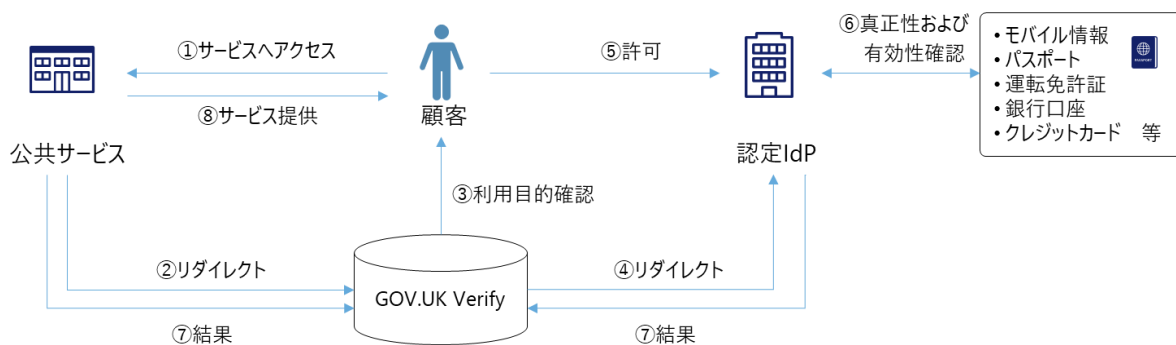 ①サービスへアクセス
⑧サービス提供
公共サービス
顧客
⑤許可
認定IdP
⑥真正性および
有効性確認
• モバイル情報
• パスポート
• 運転免許証
• 銀行口座
• クレジットカード 等
PASSPORT
③利用目的確認
②リダイレクト
④リダイレクト
GOV.UK Verify
⑦結果
⑦結果